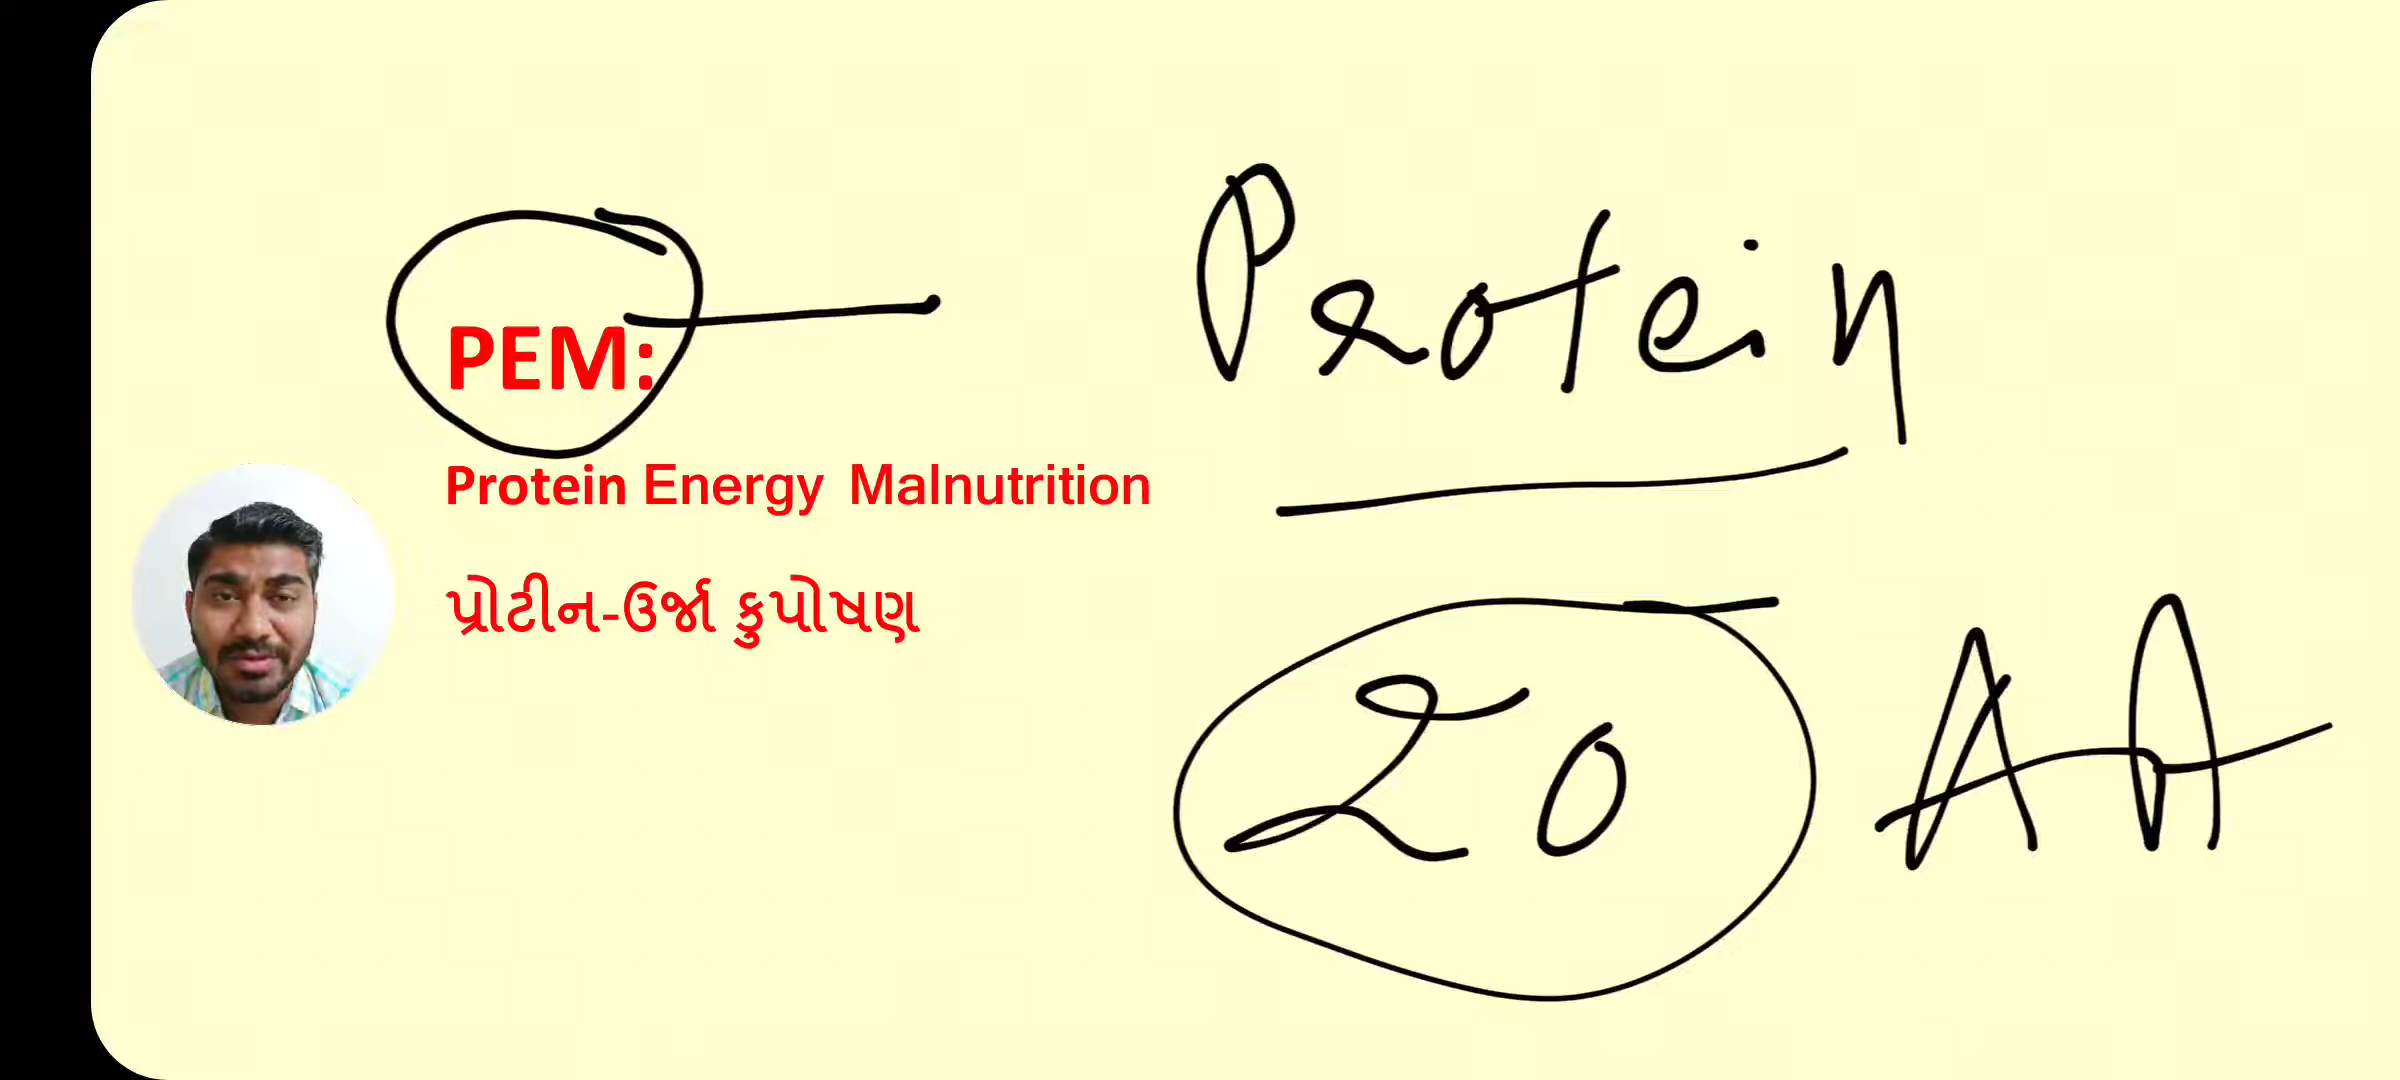 PEM:
Protein
Protein Energy Malnutrition
પ્રોટીન-ઉર્જા કુપોષણ
20 AA